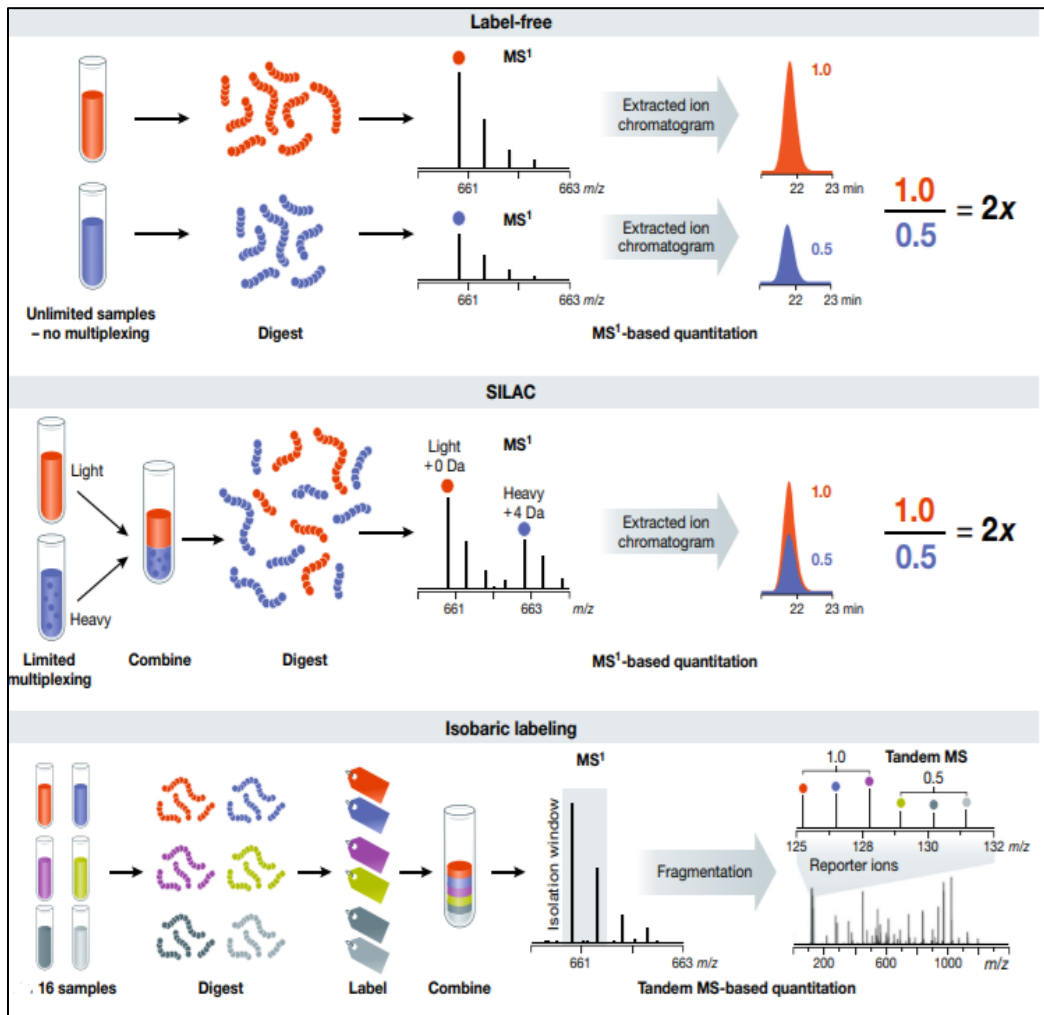 Label-free
MS¹
1.0
Extracted ion
chromatogram
661 663 m/z
22 23 min
MS¹
Extracted ion
chromatogram
0.5
661 663 m/z
22 23 min
1.0
0.5
= 2x
Unlimited samples
– no multiplexing
Digest
MS¹-based quantitation
SILAC
Light
Heavy
Light
+0 Da
MS¹
Heavy
+4 Da
Extracted ion
chromatogram
1.0
0.5
661 663 m/z
22 23 min
1.0
0.5
= 2x
Limited
multiplexing
Combine
Digest
MS¹-based quantitation
Isobaric labeling
MS¹
Isolation window
661 663 m/z
Fragmentation
Tandem MS
1.0
0.5
125 128 130 132 m/z
Reporter ions
200 600 1000 m/z
16 samples
Digest
Label
Combine
Tandem MS-based quantitation